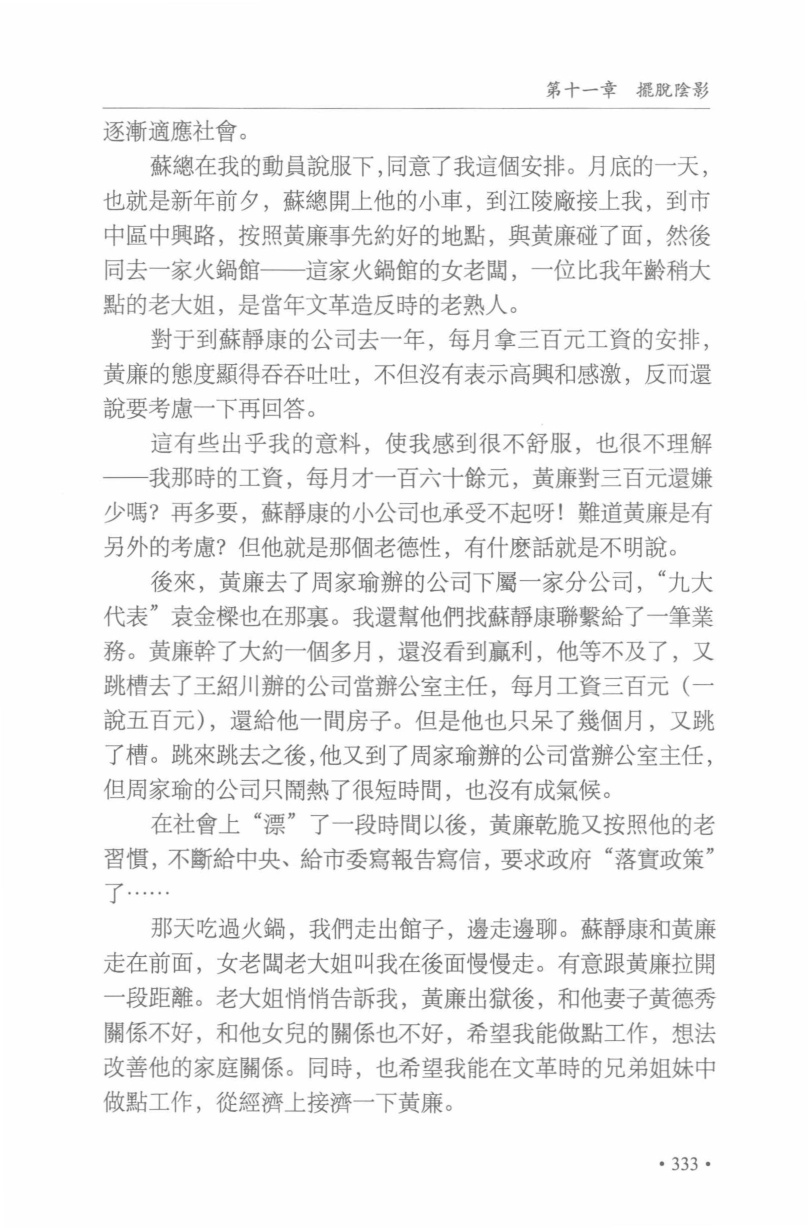 第十一章　擺脫陰影
逐漸適應社會。
蘇總在我的動員說服下，同意了我這個安排。月底的一天，
也就是新年前夕，蘇總開上他的小車，到江陵廠接上我，到市
中區中興路，按照黃廉事先約好的地點，與黃廉碰了面，然後
同去一家火鍋館——這家火鍋館的女老闆，一位比我年齡稍大
點的老大姐，是當年文革造反時的老熟人。
對于到蘇靜康的公司去一年，每月拿三百元工資的安排，
黃廉的態度顯得吞吞吐吐，不但沒有表示高興和感激，反而還
說要考慮一下再回答。
這有些出乎我的意料，使我感到很不舒服，也很不理解
——我那時的工資，每月才一百六十餘元，黃廉對三百元還嫌
少嗎？再多要，蘇靜康的小公司也承受不起呀！難道黃廉是有
另外的考慮？但他就是那個老德性，有什麽話就是不明說。
後來，黃廉去了周家瑜辦的公司下屬一家分公司，“九大
代表”袁金樑也在那裏。我還幫他們找蘇靜康聯繫給了一筆業
務。黃廉幹了大約一個多月，還沒看到贏利，他等不及了，又
跳槽去了王紹川辦的公司當辦公室主任，每月工資三百元（一
說五百元），還給他一間房子。但是他也只呆了幾個月，又跳
了槽。跳來跳去之後，他又到了周家瑜辦的公司當辦公室主任，
但周家瑜的公司只鬧熱了很短時間，也沒有成氣候。
在社會上“漂”了一段時間以後，黃廉乾脆又按照他的老
習慣，不斷給中央、給市委寫報告寫信，要求政府“落實政策”
了……
那天吃過火鍋，我們走出館子，邊走邊聊。蘇靜康和黃廉
走在前面，女老闆老大姐叫我在後面慢慢走。有意跟黃廉拉開
一段距離。老大姐悄悄告訴我，黃廉出獄後，和他妻子黃德秀
關係不好，和他女兒的關係也不好，希望我能做點工作，想法
改善他的家庭關係。同時，也希望我能在文革時的兄弟姐妹中
做點工作，從經濟上接濟一下黃廉。
• 333 •